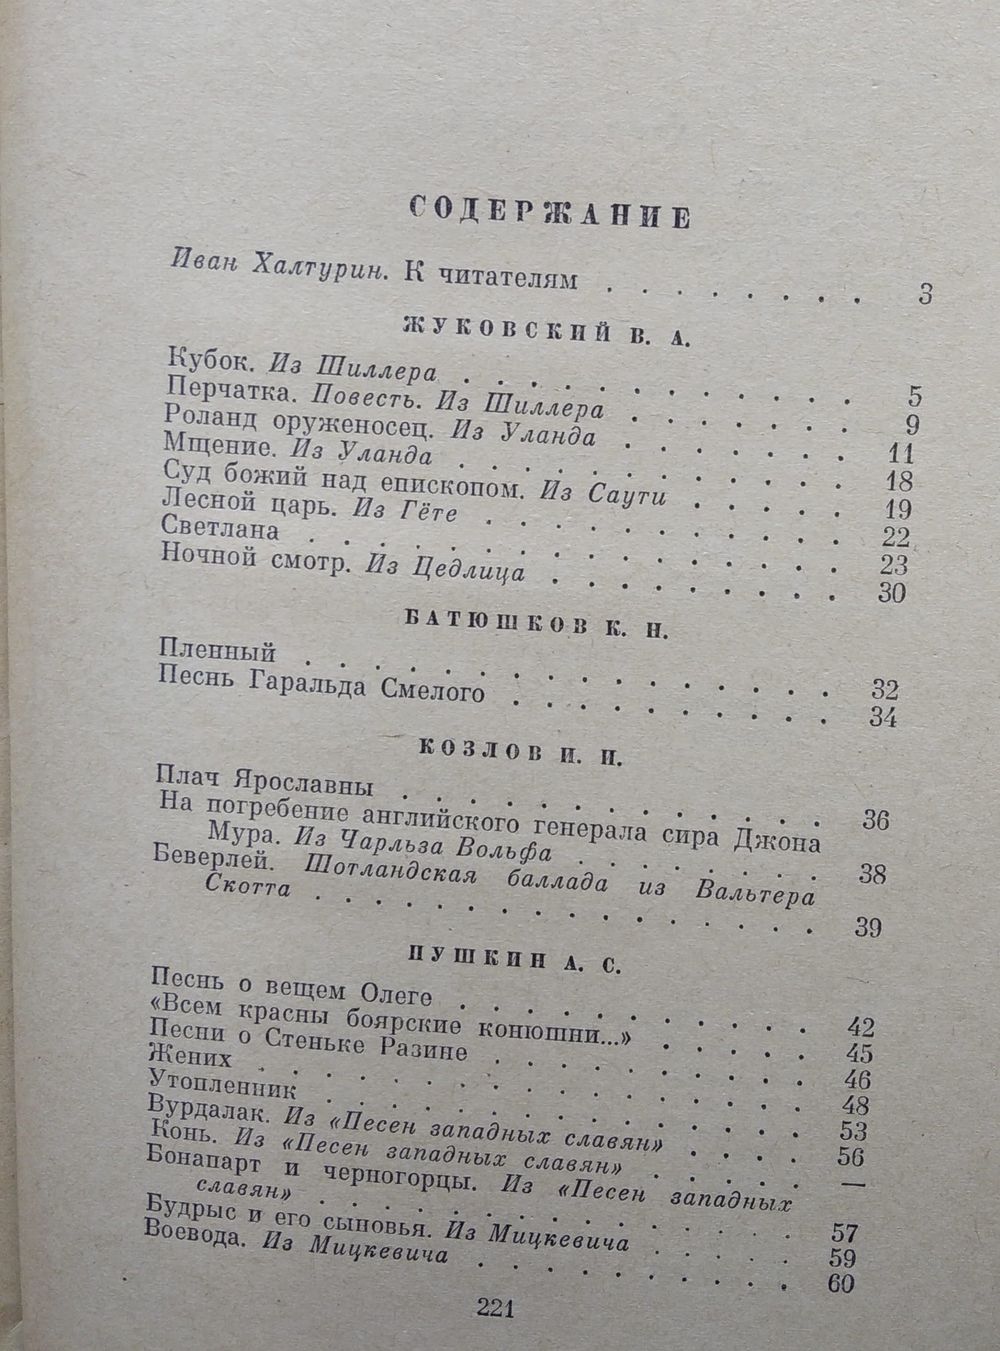 СОДЕРЖАНИЕ
Иван Халтурин. К читателям . . . . . . . . 3
ЖУКОВСКИЙ В. А.
Кубок. Из Шиллера . . . . . . . . . . . . 5
Перчатка. Повесть. Из Шиллера . . . . . . . 9
Роланд оруженосец. Из Уланда . . . . . . . 11
Мщение. Из Уланда . . . . . . . . . . . . 18
Суд божий над епископом. Из Саути . . . . . 19
Лесной царь. Из Гёте . . . . . . . . . . . 22
Светлана . . . . . . . . . . . . . . . . 23
Ночной смотр. Из Цедлица . . . . . . . . . 30
БАТЮШКОВ К. Н.
Пленный . . . . . . . . . . . . . . . . 32
Песнь Гаральда Смелого . . . . . . . . . . 34
КОЗЛОВ И. И.
Плач Ярославны . . . . . . . . . . . . . 36
На погребение английского генерала сира Джона
Мура. Из Чарльза Вольфа . . . . . . . . 38
Беверлей. Шотландская баллада из Вальтера
Скотта . . . . . . . . . . . . . . . . 39
ПУШКИН А. С.
Песнь о вещем Олеге . . . . . . . . . . . 42
«Всем красны боярские конюшни...» . . . . . 45
Песни о Стеньке Разине . . . . . . . . . . 46
Жених . . . . . . . . . . . . . . . . . 48
Утопленник . . . . . . . . . . . . . . . 53
Вурдалак. Из «Песен западных славян» . . . . 56
Конь. Из «Песен западных славян» . . . . . —
Бонапарт и черногорцы. Из «Песен западных
славян» . . . . . . . . . . . . . . . 57
Будрыс и его сыновья. Из Мицкевича . . . . . 59
Воевода. Из Мицкевича . . . . . . . . . . 60
221